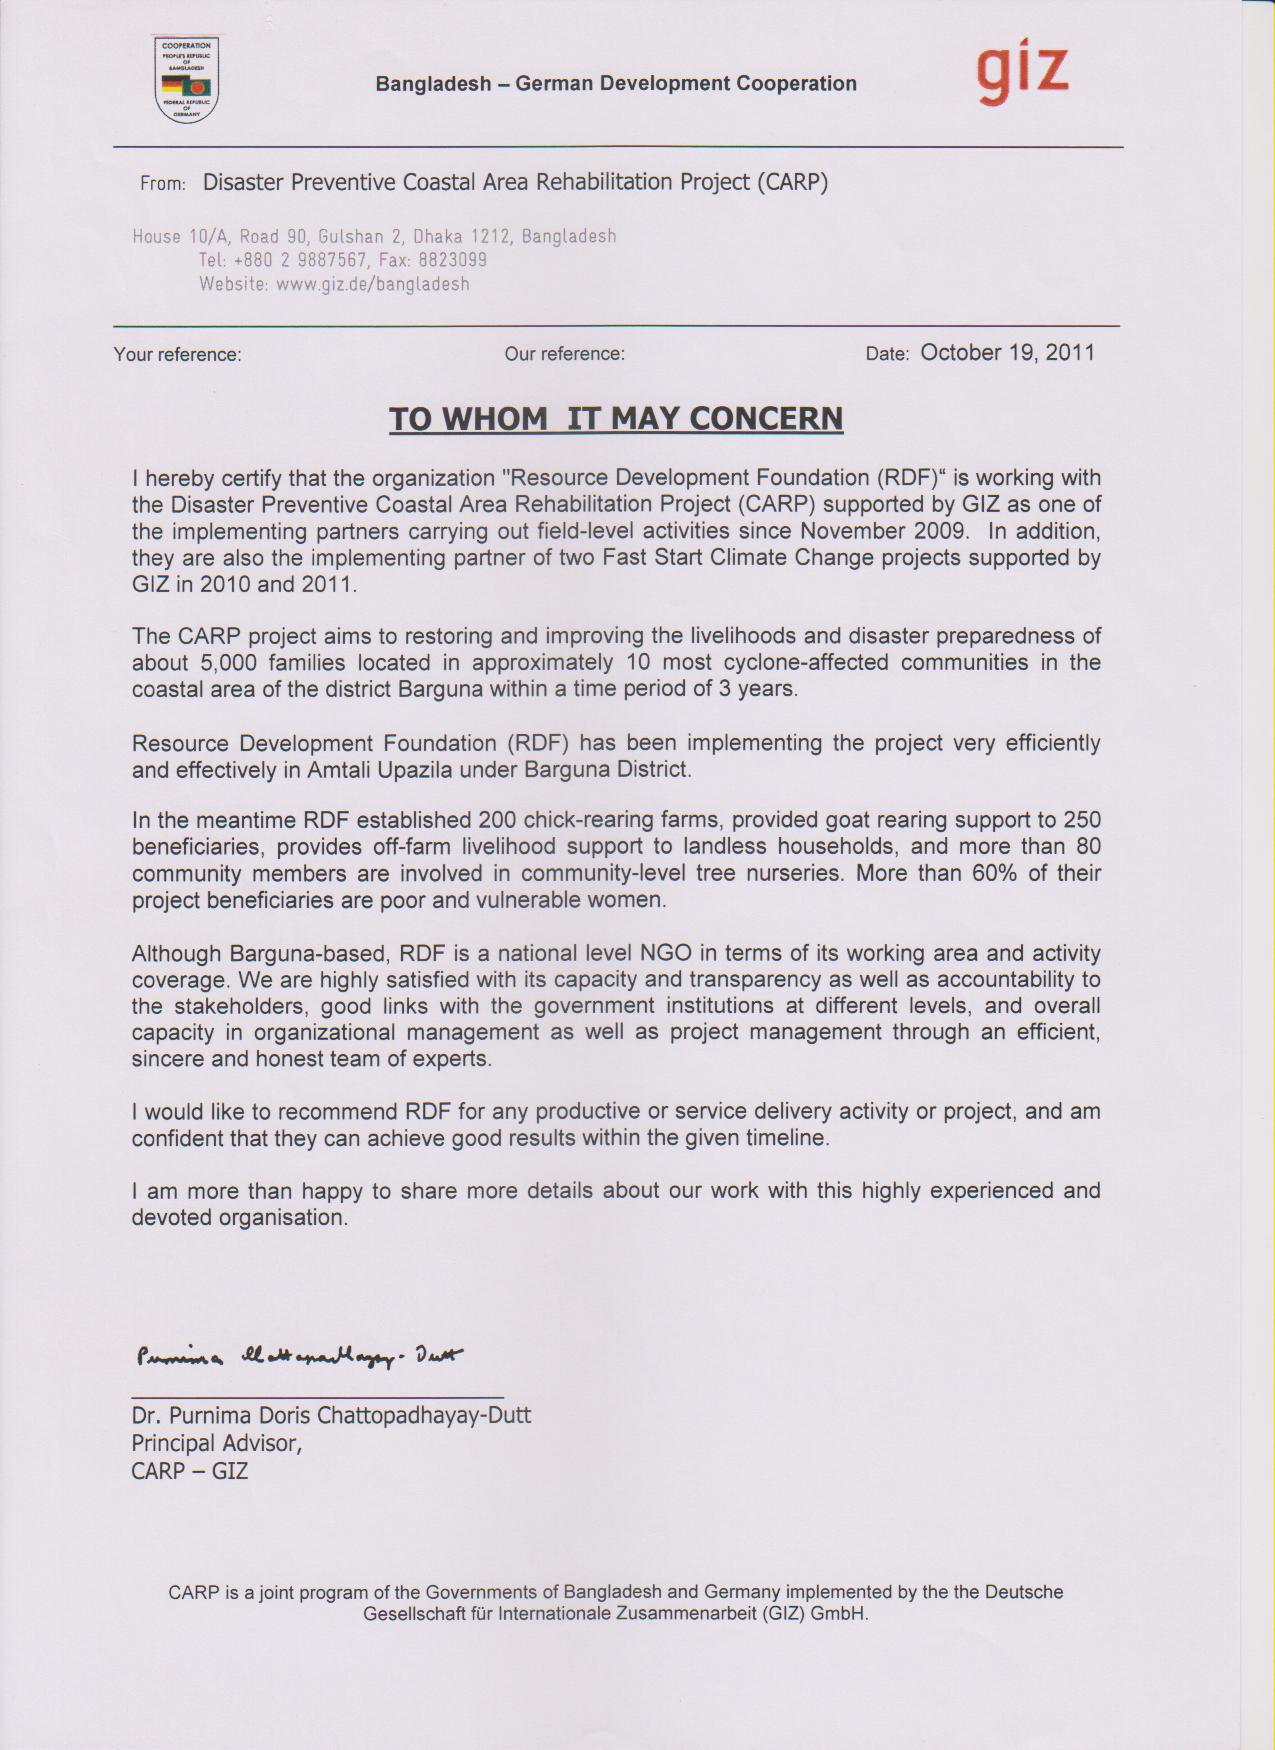 COOPERATION
PEOPLE'S REPUBLIC
OF
BANGLADESH
FEDERAL REPUBLIC
OF
GERMANY
Bangladesh – German Development Cooperation
giz
From: Disaster Preventive Coastal Area Rehabilitation Project (CARP)
House 10/A, Road 90, Gulshan 2, Dhaka 1212, Bangladesh
Tel: +880 2 9887567, Fax: 8823099
Website: www.giz.de/bangladesh
Your reference: Our reference: Date: October 19, 2011
TO WHOM IT MAY CONCERN
I hereby certify that the organization "Resource Development Foundation (RDF)“ is working with
the Disaster Preventive Coastal Area Rehabilitation Project (CARP) supported by GIZ as one of
the implementing partners carrying out field-level activities since November 2009. In addition,
they are also the implementing partner of two Fast Start Climate Change projects supported by
GIZ in 2010 and 2011.
The CARP project aims to restoring and improving the livelihoods and disaster preparedness of
about 5,000 families located in approximately 10 most cyclone-affected communities in the
coastal area of the district Barguna within a time period of 3 years.
Resource Development Foundation (RDF) has been implementing the project very efficiently
and effectively in Amtali Upazila under Barguna District.
In the meantime RDF established 200 chick-rearing farms, provided goat rearing support to 250
beneficiaries, provides off-farm livelihood support to landless households, and more than 80
community members are involved in community-level tree nurseries. More than 60% of their
project beneficiaries are poor and vulnerable women.
Although Barguna-based, RDF is a national level NGO in terms of its working area and activity
coverage. We are highly satisfied with its capacity and transparency as well as accountability to
the stakeholders, good links with the government institutions at different levels, and overall
capacity in organizational management as well as project management through an efficient,
sincere and honest team of experts.
I would like to recommend RDF for any productive or service delivery activity or project, and am
confident that they can achieve good results within the given timeline.
I am more than happy to share more details about our work with this highly experienced and
devoted organisation.
Purnima Chattopadhayay-Dutt
Dr. Purnima Doris Chattopadhayay-Dutt
Principal Advisor,
CARP – GIZ
CARP is a joint program of the Governments of Bangladesh and Germany implemented by the the Deutsche
Gesellschaft für Internationale Zusammenarbeit (GIZ) GmbH.